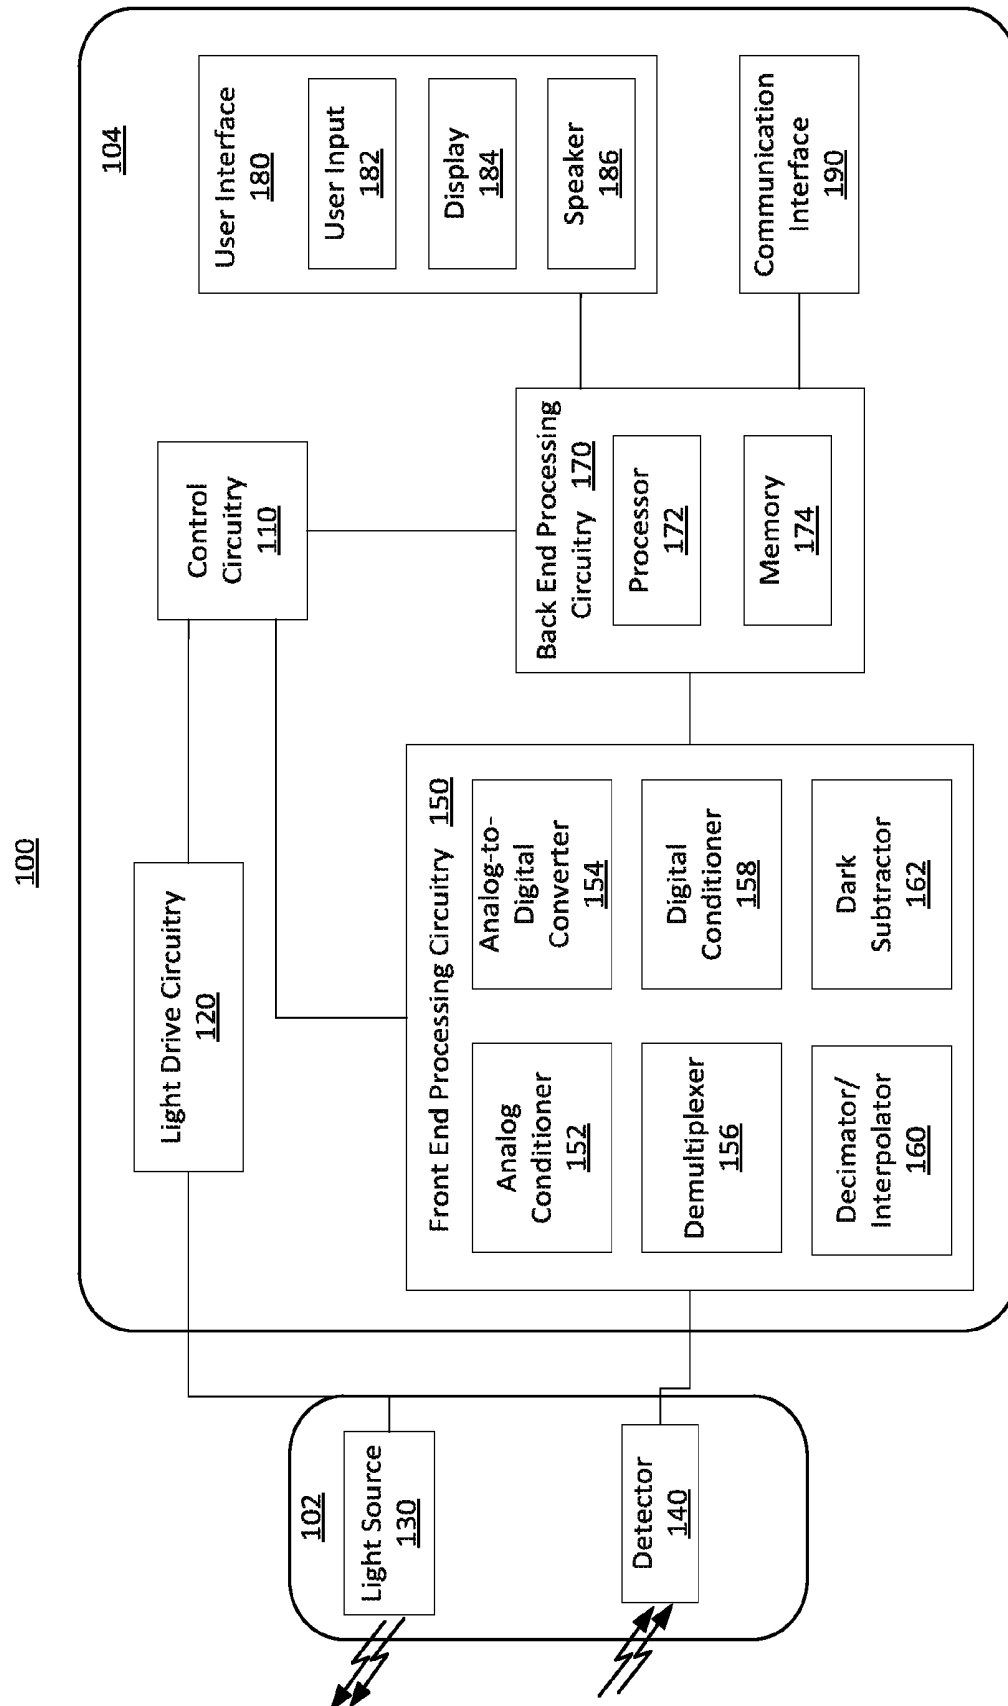 100
104
102
Light Source
130
Detector
140
Light Drive Circuitry
120
Control
Circuitry
110
Front End Processing Circuitry 150
Analog
Conditioner
152
Analog-to-
Digital
Converter
154
Demultiplexer
156
Digital
Conditioner
158
Decimator/
Interpolator
160
Dark
Subtractor
162
Back End Processing
Circuitry 170
Processor
172
Memory
174
User Interface
180
User Input
182
Display
184
Speaker
186
Communication
Interface
190